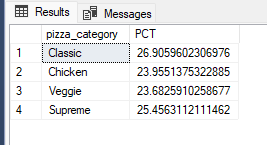 Results Messages
pizza_category PCT
1 Classic 26.9059602306976
2 Chicken 23.9551375322885
3 Veggie 23.6825910258677
4 Supreme 25.4563112111462